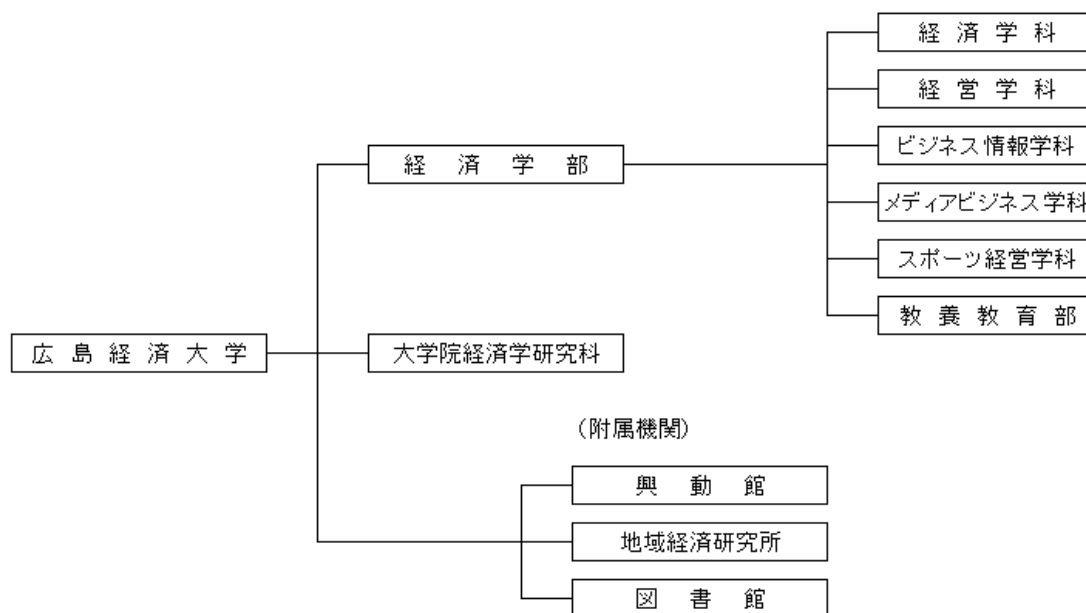 経済学科
経営学科
ビジネス情報学科
経済学部
メディアビジネス学科
スポーツ経営学科
教養教育部
広島経済大学
大学院経済学研究科
（附属機関）
興動館
地域経済研究所
図書館